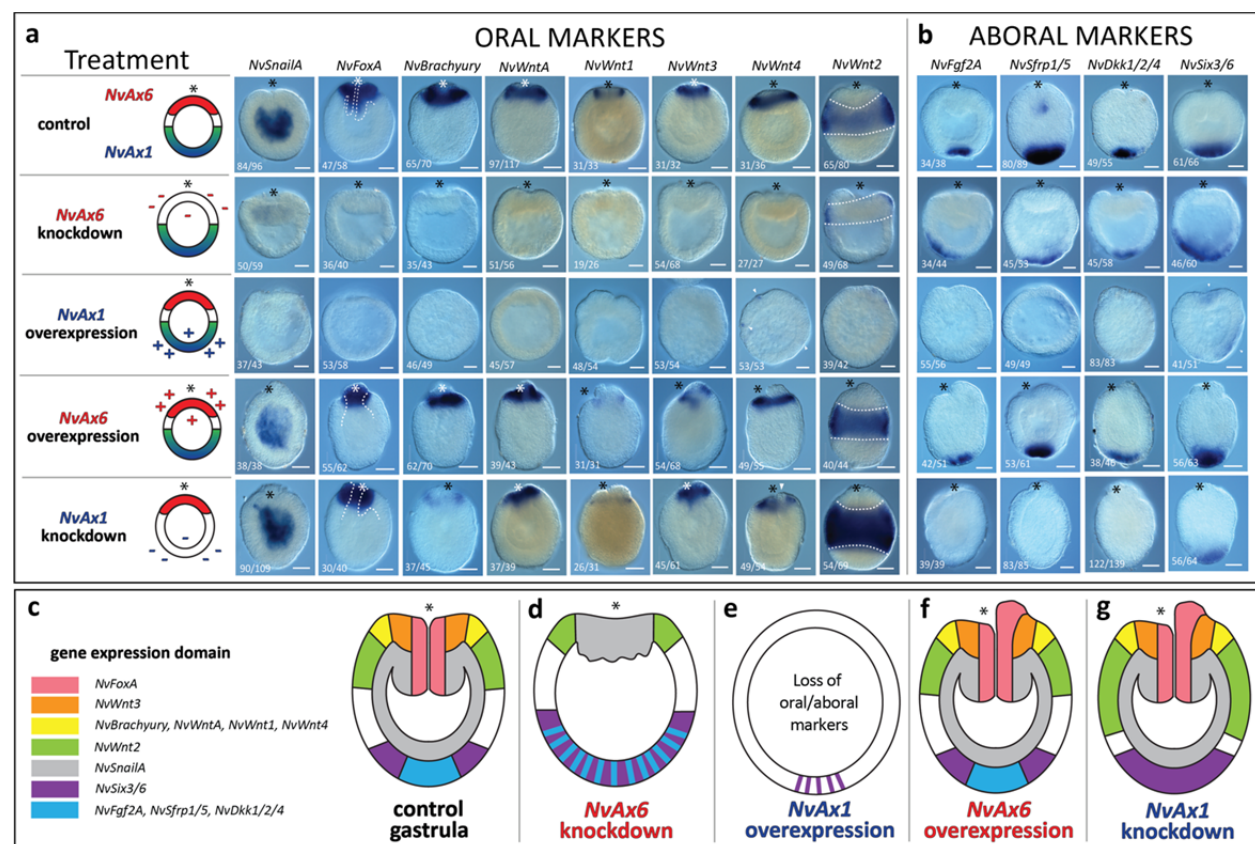 a
ORAL MARKERS
b
ABORAL MARKERS
Treatment
NvSnailA NvFoxA NvBrachyury NvWntA NvWnt1 NvWnt3 NvWnt4 NvWnt2
NvFgf2A NvSfrp1/5 NvDkk1/2/4 NvSix3/6
NvAx6
control
NvAx1
* * * * * * * * * * * * *
84/96 47/58 65/70 97/117 31/33 31/32 31/36 65/80 34/38 80/89 49/55 61/66
NvAx6
knockdown
* * * * * * * * * * * * *
- - - - -
50/59 36/40 35/43 51/56 19/26 54/68 27/27 49/68 34/44 45/53 45/58 46/60
NvAx1
overexpression
*
+ + + + +
37/43 53/58 46/49 45/57 48/54 53/54 53/53 39/42 55/56 49/49 83/83 41/51
NvAx6
overexpression
* * * * * * * * * * * * *
+ + + + +
38/38 55/62 62/70 39/43 31/31 54/68 49/55 40/44 42/51 53/61 38/46 56/63
NvAx1
knockdown
* * * * * * * * * * * * *
- - - - -
90/109 30/40 37/45 37/39 26/31 45/61 49/54 54/69 39/39 83/85 122/139 56/64
c
gene expression domain
NvFoxA
NvWnt3
NvBrachyury, NvWntA, NvWnt1, NvWnt4
NvWnt2
NvSnailA
NvSix3/6
NvFgf2A, NvSfrp1/5, NvDkk1/2/4
*
control
gastrula
d
*
NvAx6
knockdown
e
Loss of
oral/aboral
markers
NvAx1
overexpression
f
*
NvAx6
overexpression
g
*
NvAx1
knockdown